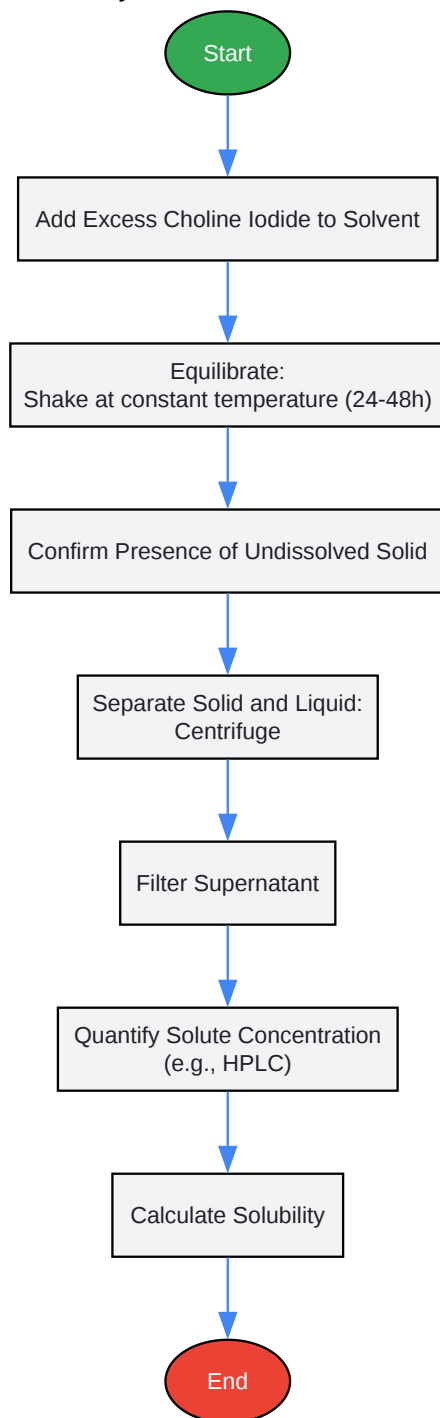 Start
Add Excess Choline Iodide to Solvent
Equilibrate:
Shake at constant temperature (24-48h)
Confirm Presence of Undissolved Solid
Separate Solid and Liquid:
Centrifuge
Filter Supernatant
Quantify Solute Concentration
(e.g., HPLC)
Calculate Solubility
End